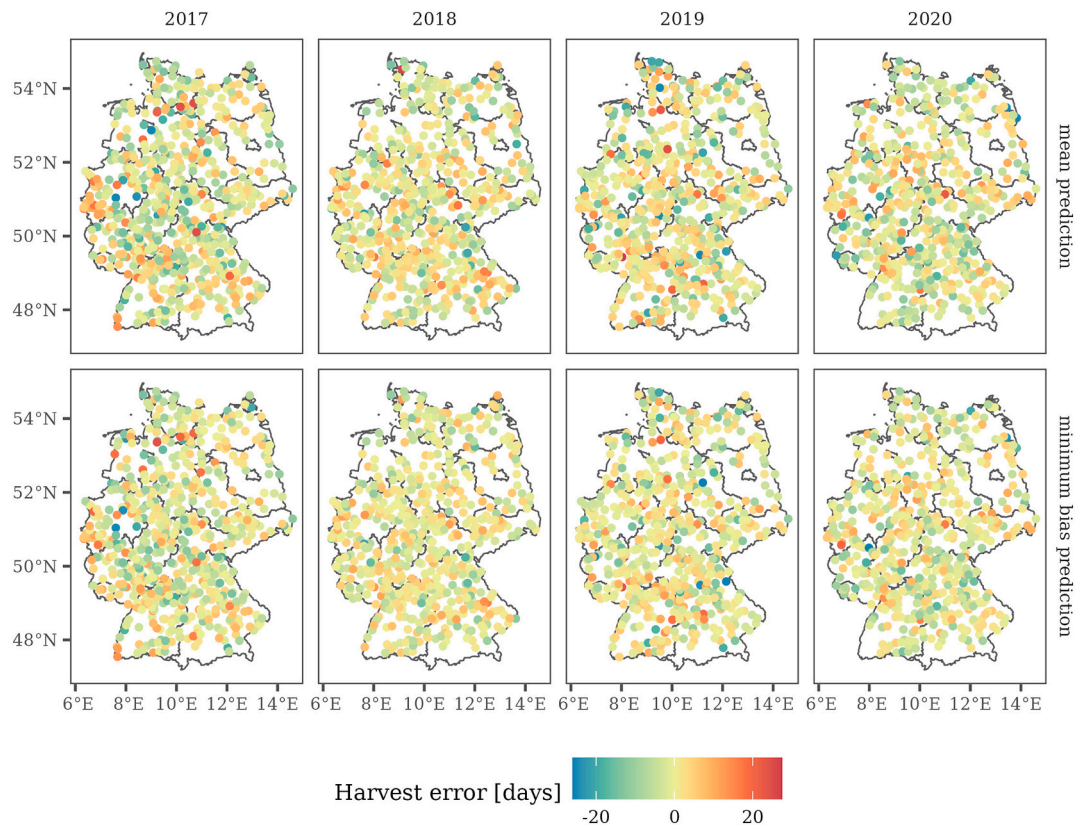 2017 2018 2019 2020
54°N
52°N
50°N
48°N
mean prediction
54°N
52°N
50°N
48°N
minimum bias prediction
6°E 8°E 10°E 12°E 14°E 6°E 8°E 10°E 12°E 14°E 6°E 8°E 10°E 12°E 14°E 6°E 8°E 10°E 12°E 14°E
Harvest error [days]
-20 0 20